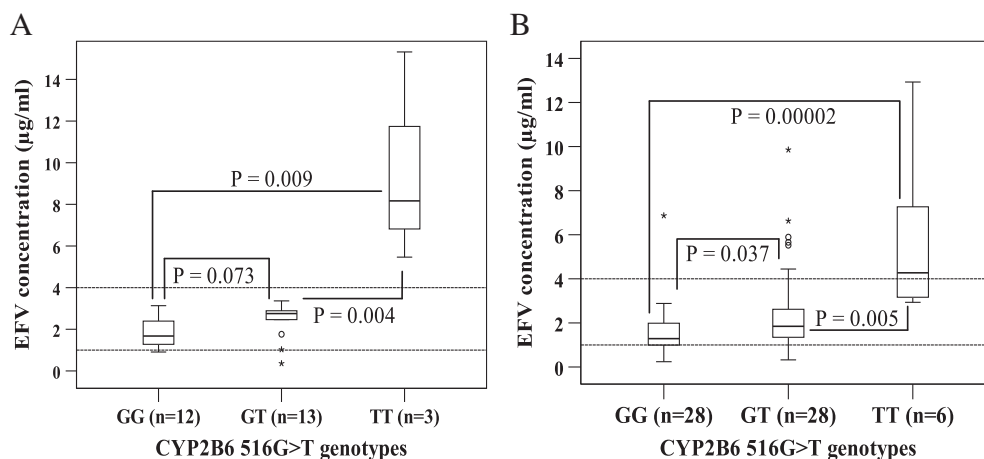 A
EFV concentration (µg/ml)
14
12
10
8
6
4
2
0
P = 0.009
P = 0.073
P = 0.004
GG (n=12) GT (n=13) TT (n=3)
CYP2B6 516G>T genotypes
B
EFV concentration (µg/ml)
14
12
10
8
6
4
2
0
P = 0.00002
P = 0.037
P = 0.005
GG (n=28) GT (n=28) TT (n=6)
CYP2B6 516G>T genotypes